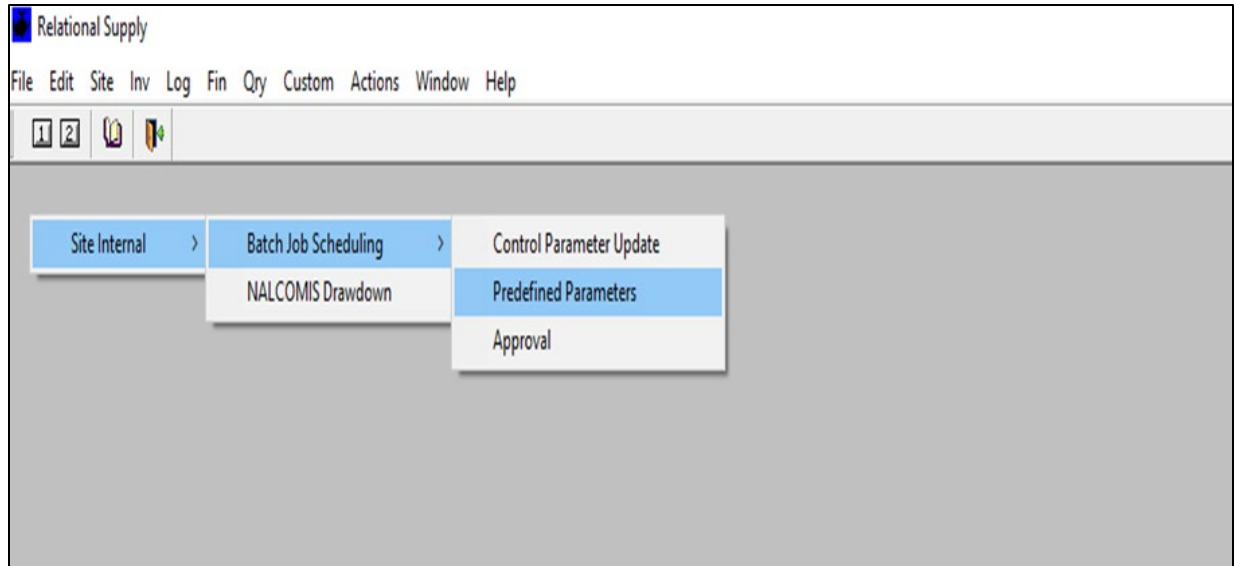 Relational Supply
File Edit Site Inv Log Fin Qry Custom Actions Window Help
1 2
Site Internal > Batch Job Scheduling > Control Parameter Update
NALCOMIS Drawdown Predefined Parameters
Approval